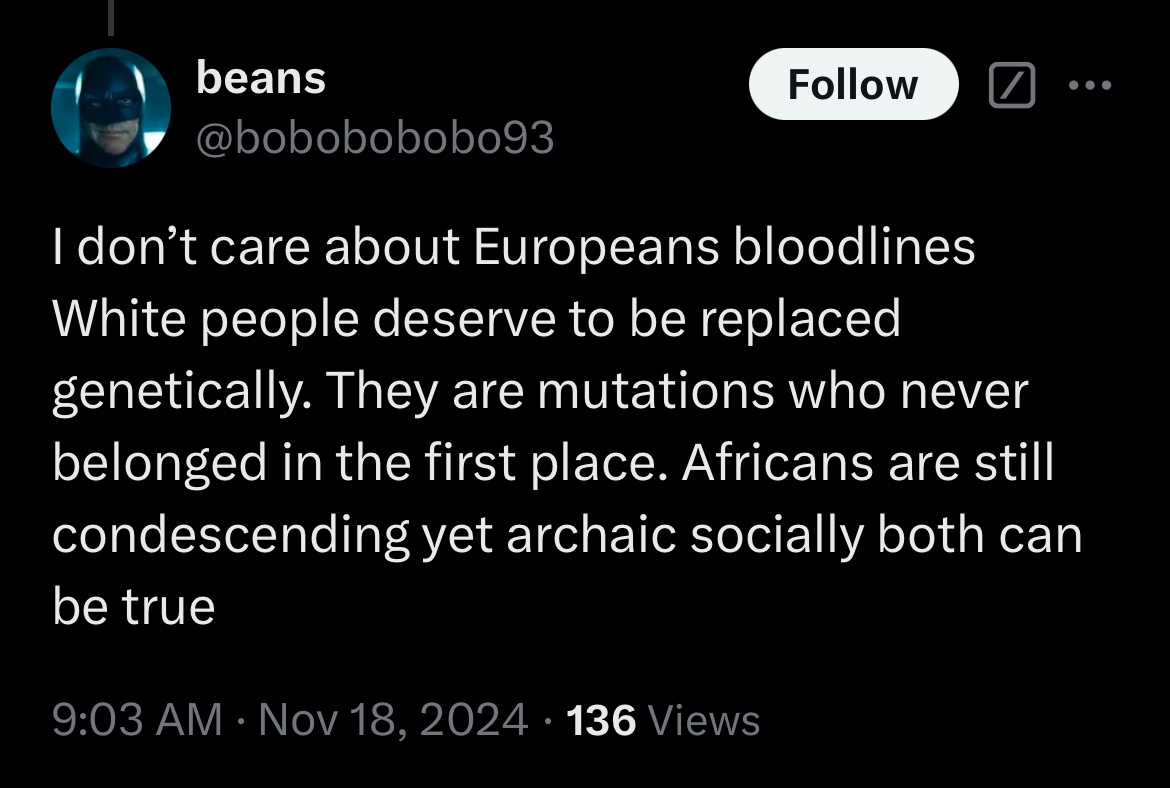 beans
Follow
@bobobobobo93
I don’t care about Europeans bloodlines
White people deserve to be replaced
genetically. They are mutations who never
belonged in the first place. Africans are still
condescending yet archaic socially both can
be true
9:03 AM · Nov 18, 2024 · 136 Views